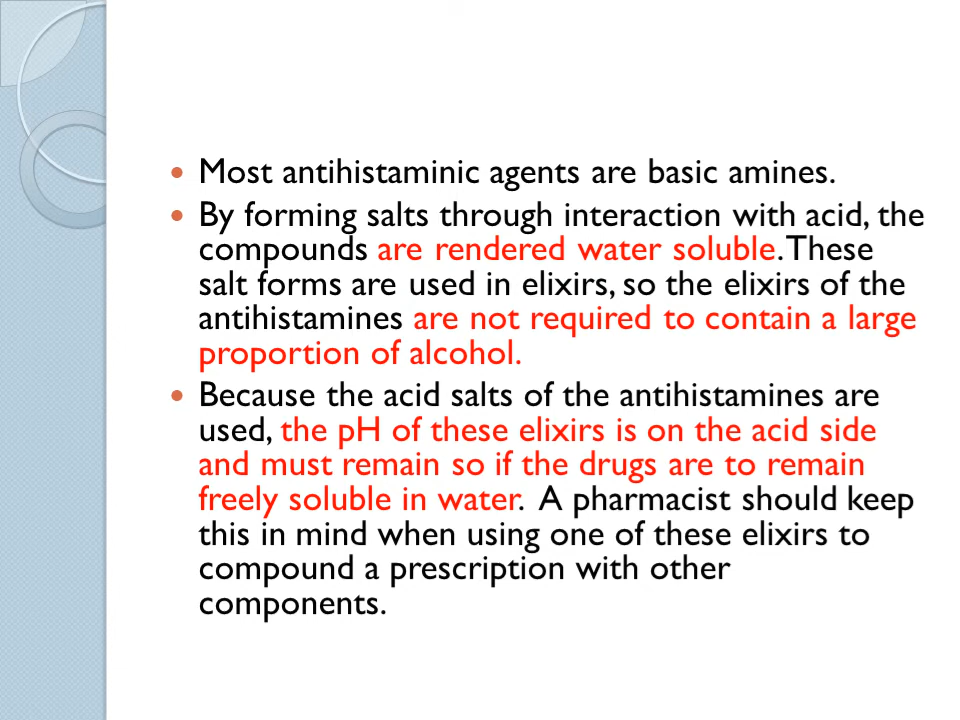 • Most antihistaminic agents are basic amines.
• By forming salts through interaction with acid, the
compounds are rendered water soluble. These
salt forms are used in elixirs, so the elixirs of the
antihistamines are not required to contain a large
proportion of alcohol.
• Because the acid salts of the antihistamines are
used, the pH of these elixirs is on the acid side
and must remain so if the drugs are to remain
freely soluble in water.  A pharmacist should keep
this in mind when using one of these elixirs to
compound a prescription with other
components.